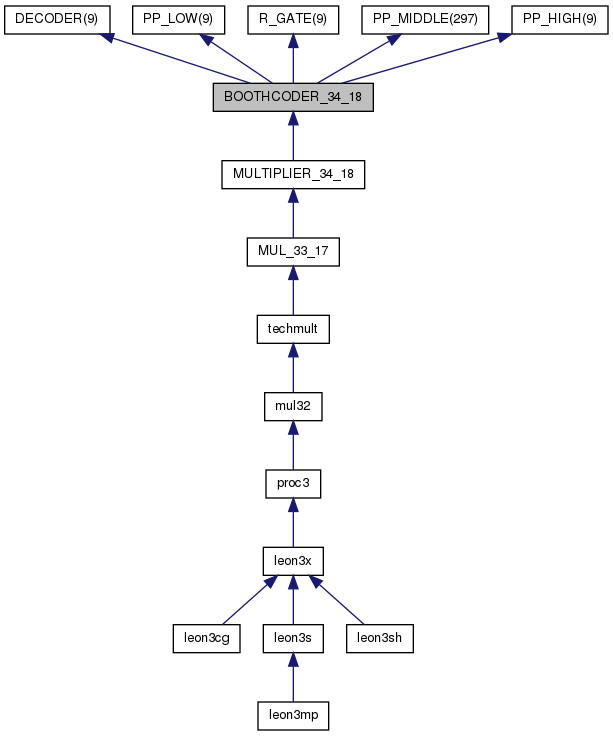 DECODER(9)
PP_LOW(9)
R_GATE(9)
PP_MIDDLE(297)
PP_HIGH(9)
BOOTHCODER_34_18
MULTIPLIER_34_18
MUL_33_17
techmult
mul32
proc3
leon3x
leon3cg
leon3s
leon3sh
leon3mp